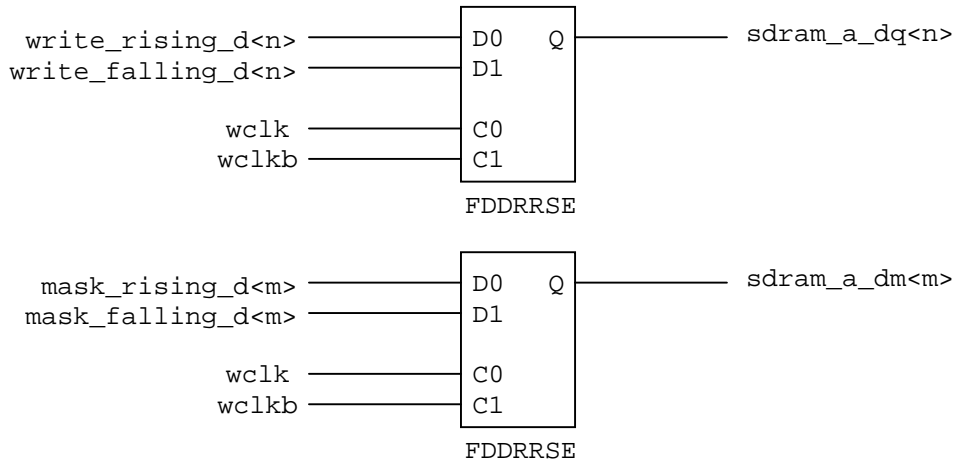 write_rising_d<n> D0 Q sdram_a_dq<n>
write_falling_d<n> D1
wclk C0
wclkb C1
FDDRRSE
mask_rising_d<m> D0 Q sdram_a_dm<m>
mask_falling_d<m> D1
wclk C0
wclkb C1
FDDRRSE